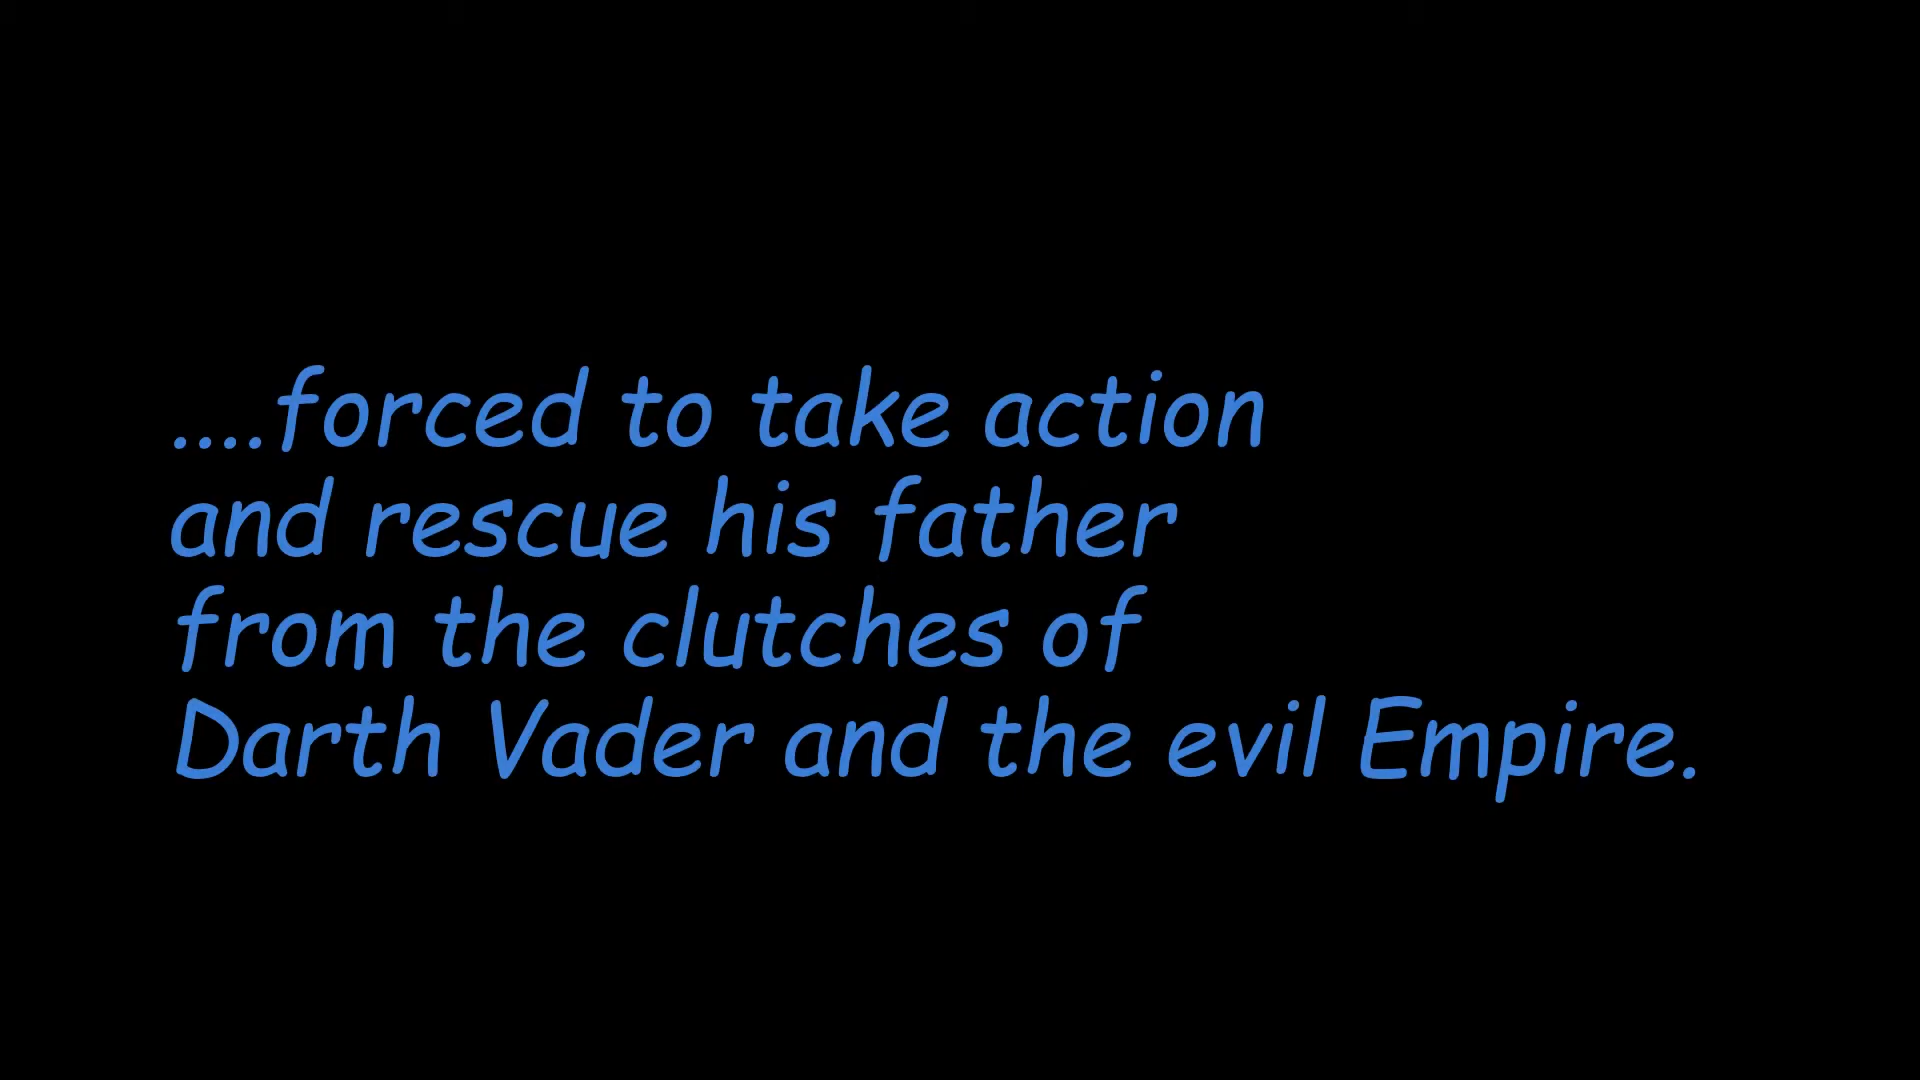 ....forced to take action
and rescue his father
from the clutches of
Darth Vader and the evil Empire.